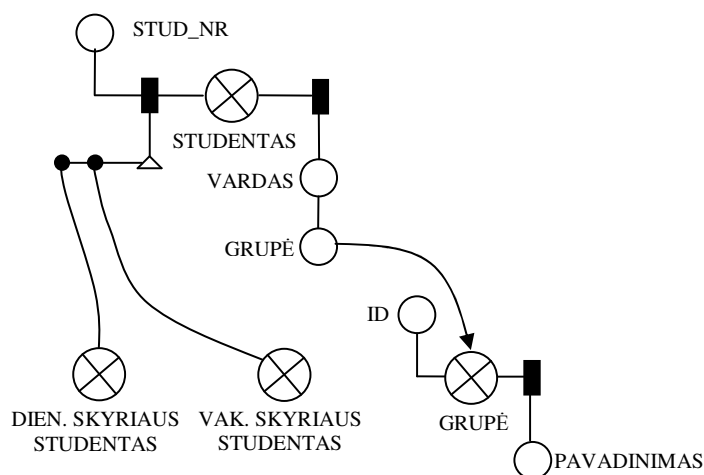 STUD_NR
STUDENTAS
VARDAS
GRUPĖ
ID
DIEN. SKYRIAUS
STUDENTAS
VAK. SKYRIAUS
STUDENTAS
GRUPĖ
PAVADINIMAS